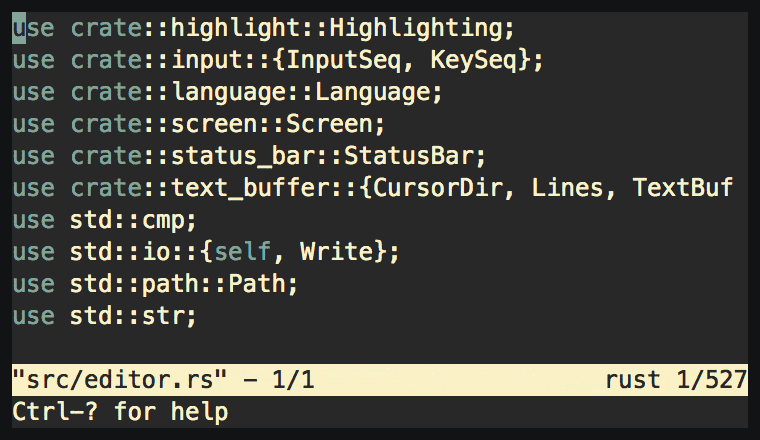 use crate::highlight::Highlighting;
use crate::input::{InputSeq, KeySeq};
use crate::language::Language;
use crate::screen::Screen;
use crate::status_bar::StatusBar;
use crate::text_buffer::{CursorDir, Lines, TextBuf
use std::cmp;
use std::io::{self, Write};
use std::path::Path;
use std::str;
"src/editor.rs" – 1/1 rust 1/527
Ctrl–? for help